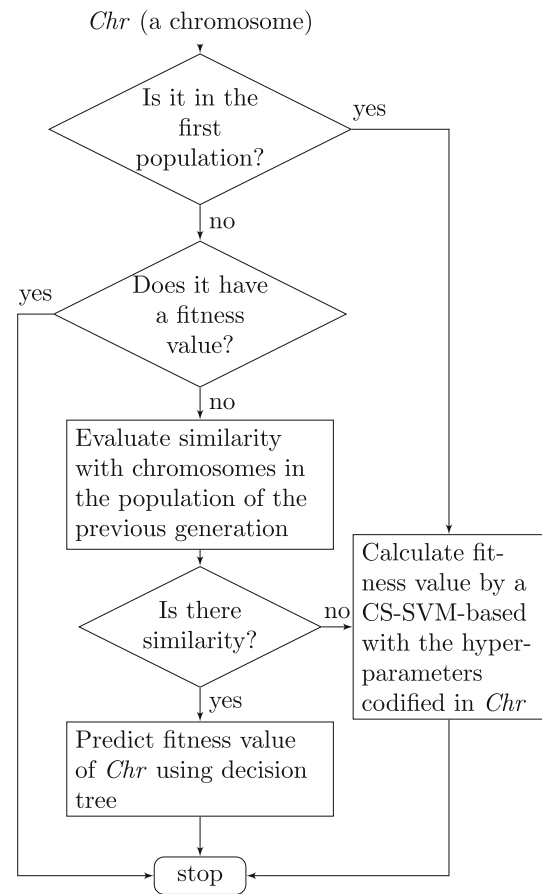 Chr (a chromosome)
Is it in the
first
population?
yes
no
Does it have
a fitness
value?
yes
no
Evaluate similarity
with chromosomes in
the population of the
previous generation
Is there
similarity?
no
Calculate fit-
ness value by a
CS-SVM-based
with the hyper-
parameters
codified in Chr
yes
Predict fitness value
of Chr using decision
tree
stop